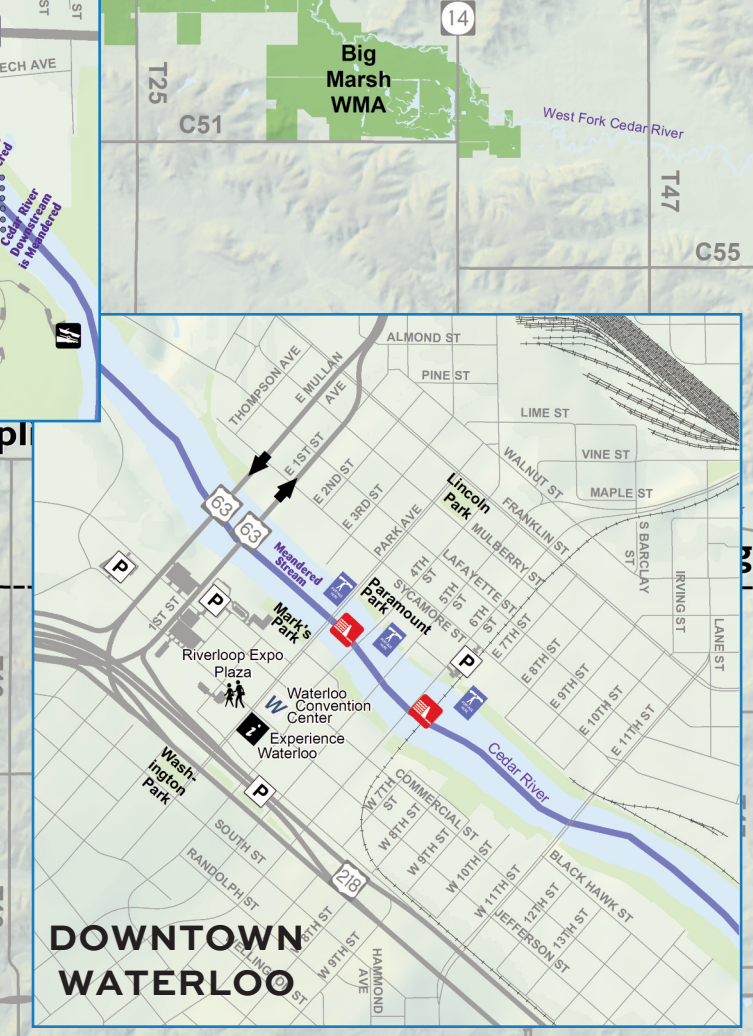 ST
ST
ECH AVE
T25
14
Big
Marsh
WMA
C51
West Fork Cedar River
T47
C55
ered
Cedar River
Downstream
is Meandered
pli
g
ALMOND ST
THOMPSON AVE
E MULLAN
AVE
PINE ST
LIME ST
E 1ST ST
E 2ND ST
E 3RD ST
WALNUT ST
VINE ST
MAPLE ST
Lincoln
Park
FRANKLIN ST
63
63
PARK AVE
MULBERRY ST
S BARCLAY
ST
Meandered
Stream
4TH
ST
LAFAYETTE ST
5TH
ST
SYCAMORE ST
6TH
ST
E 7TH ST
IRVING ST
LANE ST
P
P
1ST ST
Mark's
Park
Paramount
Park
Riverloop Expo
Plaza
P
E 8TH ST
E 9TH ST
E 10TH ST
E 11TH ST
W
Waterloo
Convention
Center
i
Experience
Waterloo
Cedar River
Wash-
ington
Park
P
W 7TH
ST
COMMERCIAL ST
W 8TH ST
W 9TH ST
W 10TH ST
W 11TH ST
BLACK HAWK ST
12TH ST
13TH ST
JEFFERSON ST
SOUTH ST
RANDOLPH ST
218
W 9TH ST
HAMMOND
AVE
DOWNTOWN
WATERLOO